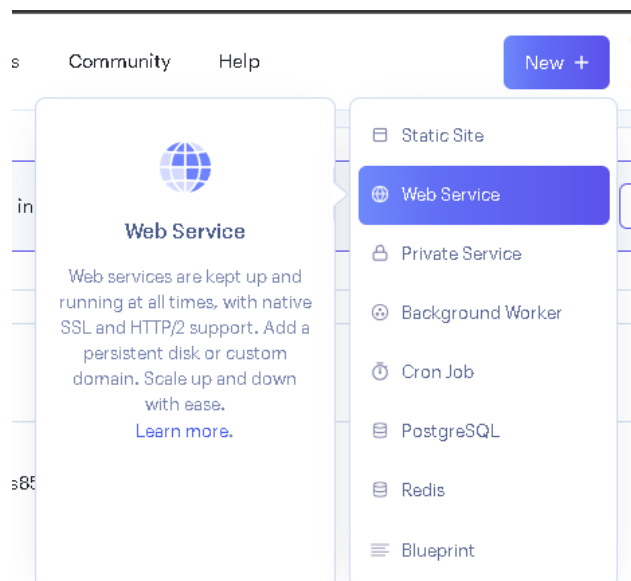 s
Community
Help
New +
in
Web Service
Web services are kept up and
running at all times, with native
SSL and HTTP/2 support. Add a
persistent disk or custom
domain. Scale up and down
with ease.
Learn more.
s85
Static Site
Web Service
Private Service
Background Worker
Cron Job
PostgreSQL
Redis
Blueprint